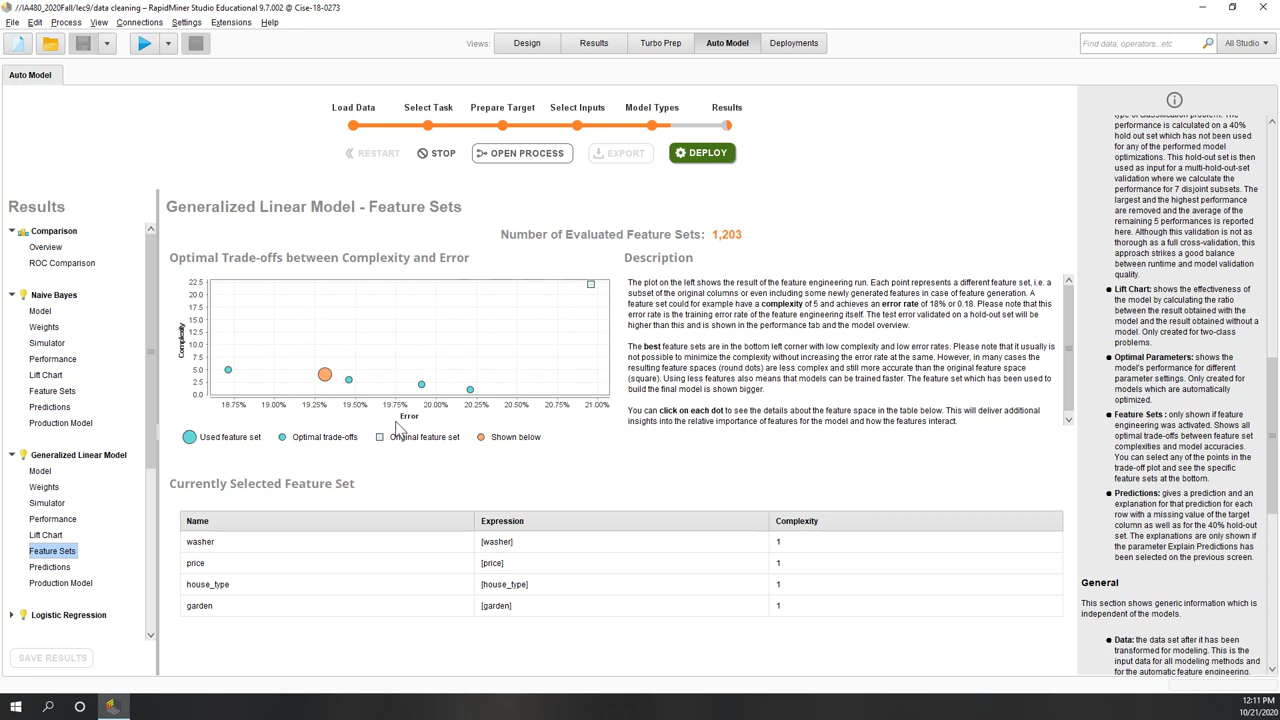 //IA480_2020Fall/lec9/data cleaning – RapidMiner Studio Educational 9.7.002 @ Cise-18-0273
File Edit Process View Connections Settings Extensions Help
Views: Design Results Turbo Prep Auto Model Deployments
Find data, operators...etc
All Studio
Auto Model
Load Data Select Task Prepare Target Select Inputs Model Types Results
RESTART STOP OPEN PROCESS EXPORT DEPLOY
Results
Comparison
Overview
ROC Comparison
Naive Bayes
Model
Weights
Simulator
Performance
Lift Chart
Feature Sets
Predictions
Production Model
Generalized Linear Model
Model
Weights
Simulator
Performance
Lift Chart
Feature Sets
Predictions
Production Model
Logistic Regression
SAVE RESULTS
Generalized Linear Model - Feature Sets
Number of Evaluated Feature Sets: 1,203
Optimal Trade-offs between Complexity and Error
Complexity
22.5
20.0
17.5
15.0
12.5
10.0
7.5
5.0
2.5
0.0
18.75% 19.00% 19.25% 19.50% 19.75% 20.00% 20.25% 20.50% 20.75% 21.00%
Error
Used feature set Optimal trade-offs Original feature set Shown below
Description
The plot on the left shows the result of the feature engineering run. Each point represents a different feature set, i.e. a
subset of the original columns or even including some newly generated features in case of feature generation. A
feature set could for example have a complexity of 5 and achieves an error rate of 18% or 0.18. Please note that this
error rate is the training error rate of the feature engineering itself. The test error validated on a hold-out set will be
higher than this and is shown in the performance tab and the model overview.
The best feature sets are in the bottom left corner with low complexity and low error rates. Please note that it usually is
not possible to minimize the complexity without increasing the error rate at the same. However, in many cases the
resulting feature spaces (round dots) are less complex and still more accurate than the original feature space
(square). Using less features also means that models can be trained faster. The feature set which has been used to
build the final model is shown bigger.
You can click on each dot to see the details about the feature space in the table below. This will deliver additional
insights into the relative importance of features for the model and how the features interact.
Currently Selected Feature Set
Name Expression Complexity
washer [washer] 1
price [price] 1
house_type [house_type] 1
garden [garden] 1
type of classification problem. The
performance is calculated on a 40%
hold out set which has not been used
for any of the performed model
optimizations. This hold-out set is then
used as input for a multi-hold-out-set
validation where we calculate the
performance for 7 disjoint subsets. The
largest and the highest performance
are removed and the average of the
remaining 5 performances is reported
here. Although this validation is not as
thorough as a full cross-validation, this
approach strikes a good balance
between runtime and model validation
quality.
Lift Chart: shows the effectiveness
of the model by calculating the ratio
between the result obtained with the
model and the result obtained without a
model. Only created for two-class
problems.
Optimal Parameters: shows the
model's performance for different
parameter settings. Only created for
models which are automatically
optimized.
Feature Sets : only shown if feature
engineering was activated. Shows all
optimal trade-offs between feature set
complexities and model accuracies.
You can select any of the points in the
trade-off plot and see the specific
feature sets at the bottom.
Predictions: gives a prediction and an
explanation for that prediction for each
row with a missing value of the target
column as well as for the 40% hold-out
set. The explanations are only shown if
the parameter Explain Predictions has
been selected on the previous screen.
General
This section shows generic information which is
independent of the models.
Data: the data set after it has been
transformed for modeling. This is the
input data for all modeling methods and
for the automatic feature engineering.
12:11 PM
10/21/2020